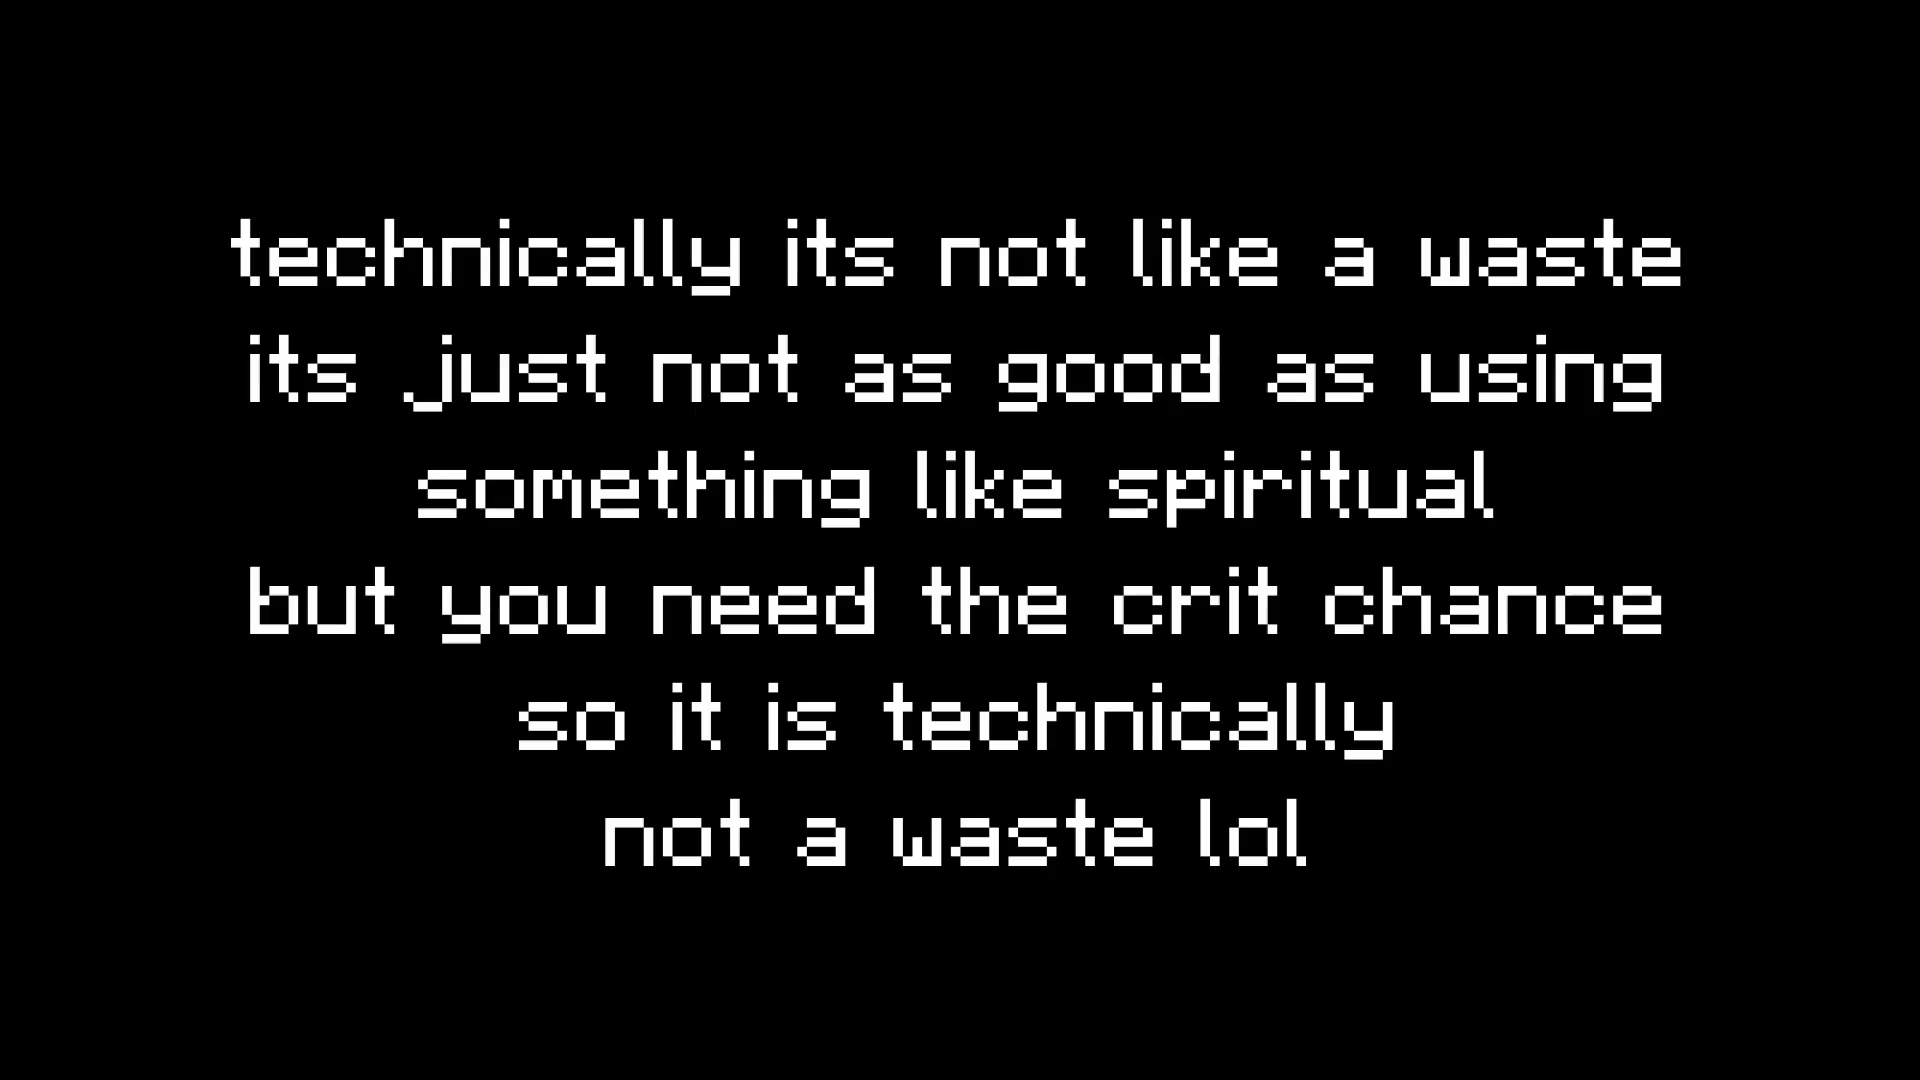 technically its not like a waste
its just not as good as using
something like spiritual
but you need the crit chance
so it is technically
not a waste lol